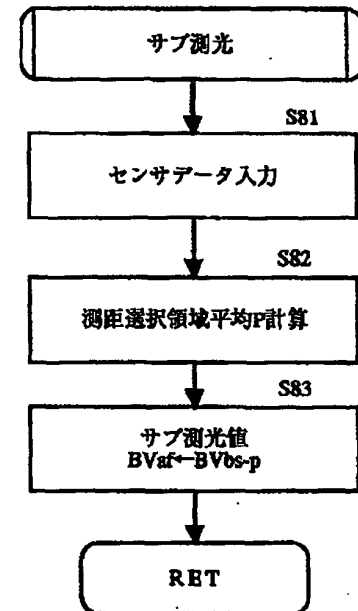 サブ測光
S81
センサデータ入力
S82
測距選択領域平均P計算
S83
サブ測光値
BVaf←BVbs-p
RET